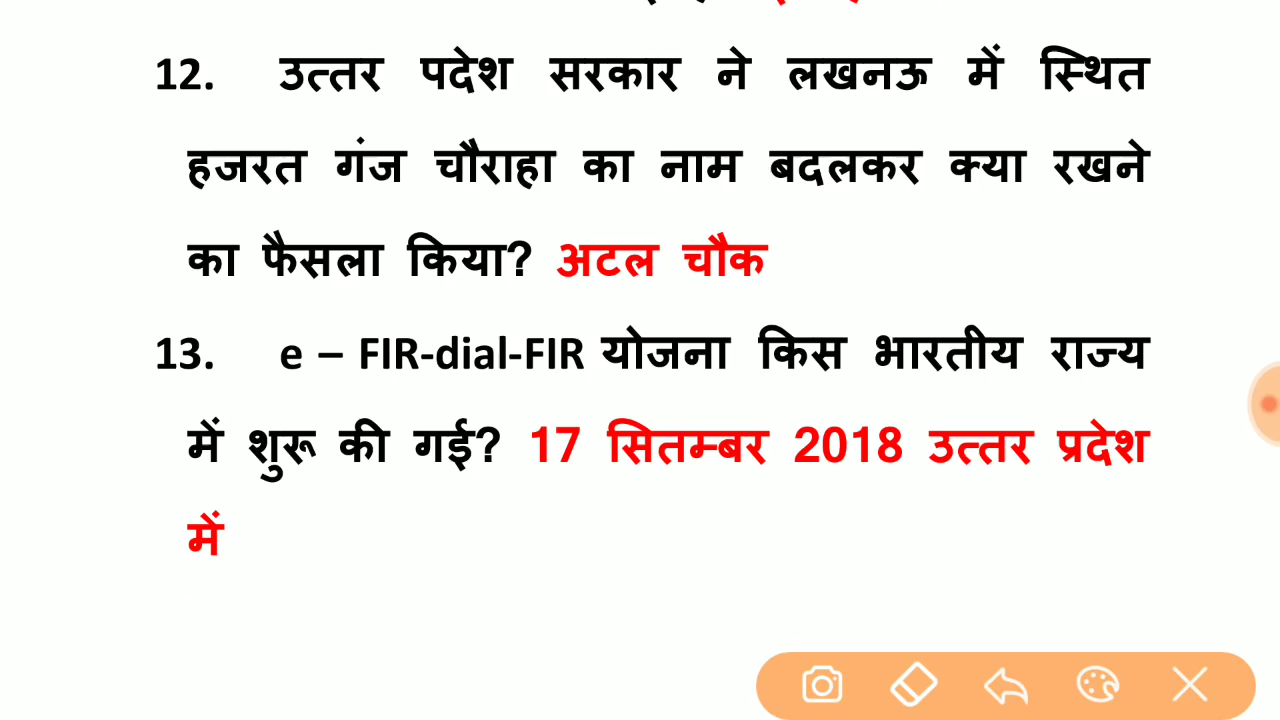 12. उत्तर पदेश सरकार ने लखनऊ में स्थित
हजरत गंज चौराहा का नाम बदलकर क्या रखने
का फैसला किया? अटल चौक
13. e – FIR-dial-FIR योजना किस भारतीय राज्य
में शुरू की गई? 17 सितम्बर 2018 उत्तर प्रदेश
में